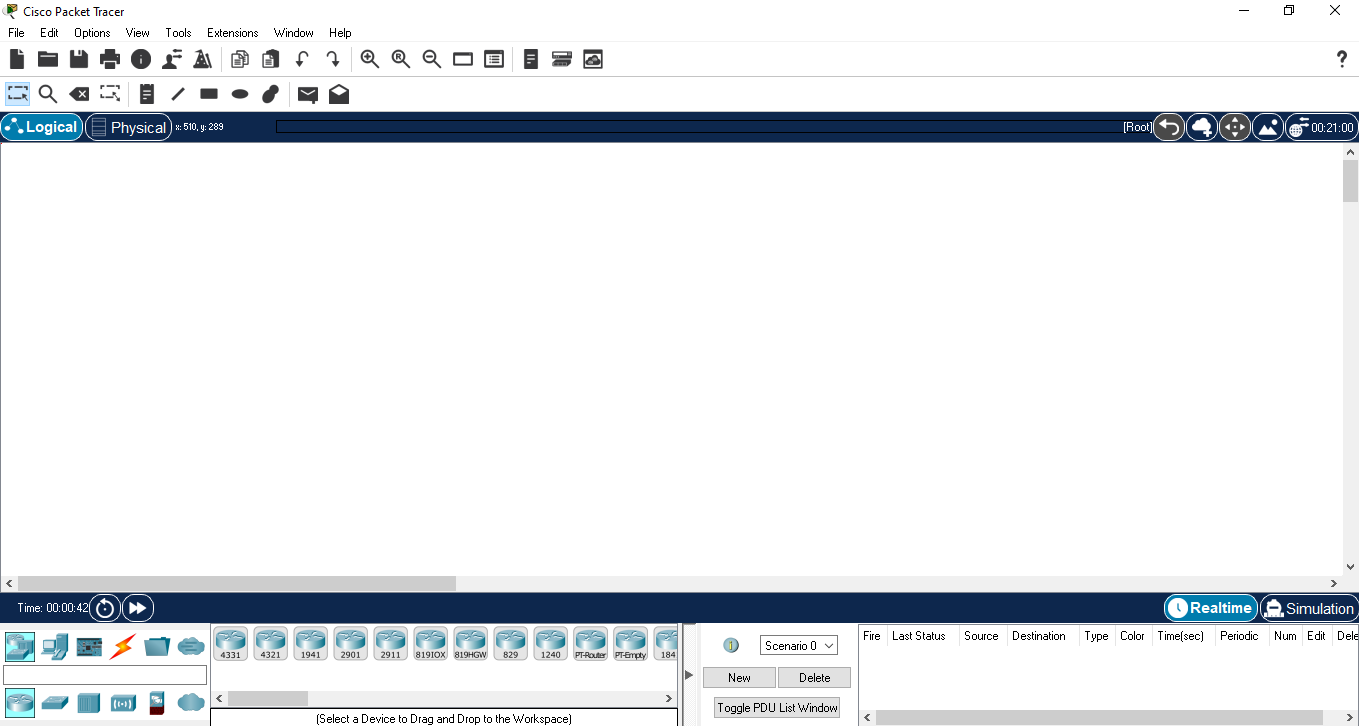 Cisco Packet Tracer
File Edit Options View Tools Extensions Window Help
?
Logical Physical x: 510, y: 289 [Root] 00:21:00
Time: 00:00:42 Realtime Simulation
4331 4321 1941 2901 2911 819IOX 819HGW 829 1240 PT-Router PT-Empty 184
(Select a Device to Drag and Drop to the Workspace)
Scenario 0
New Delete
Toggle PDU List Window
Fire Last Status Source Destination Type Color Time(sec) Periodic Num Edit Dele